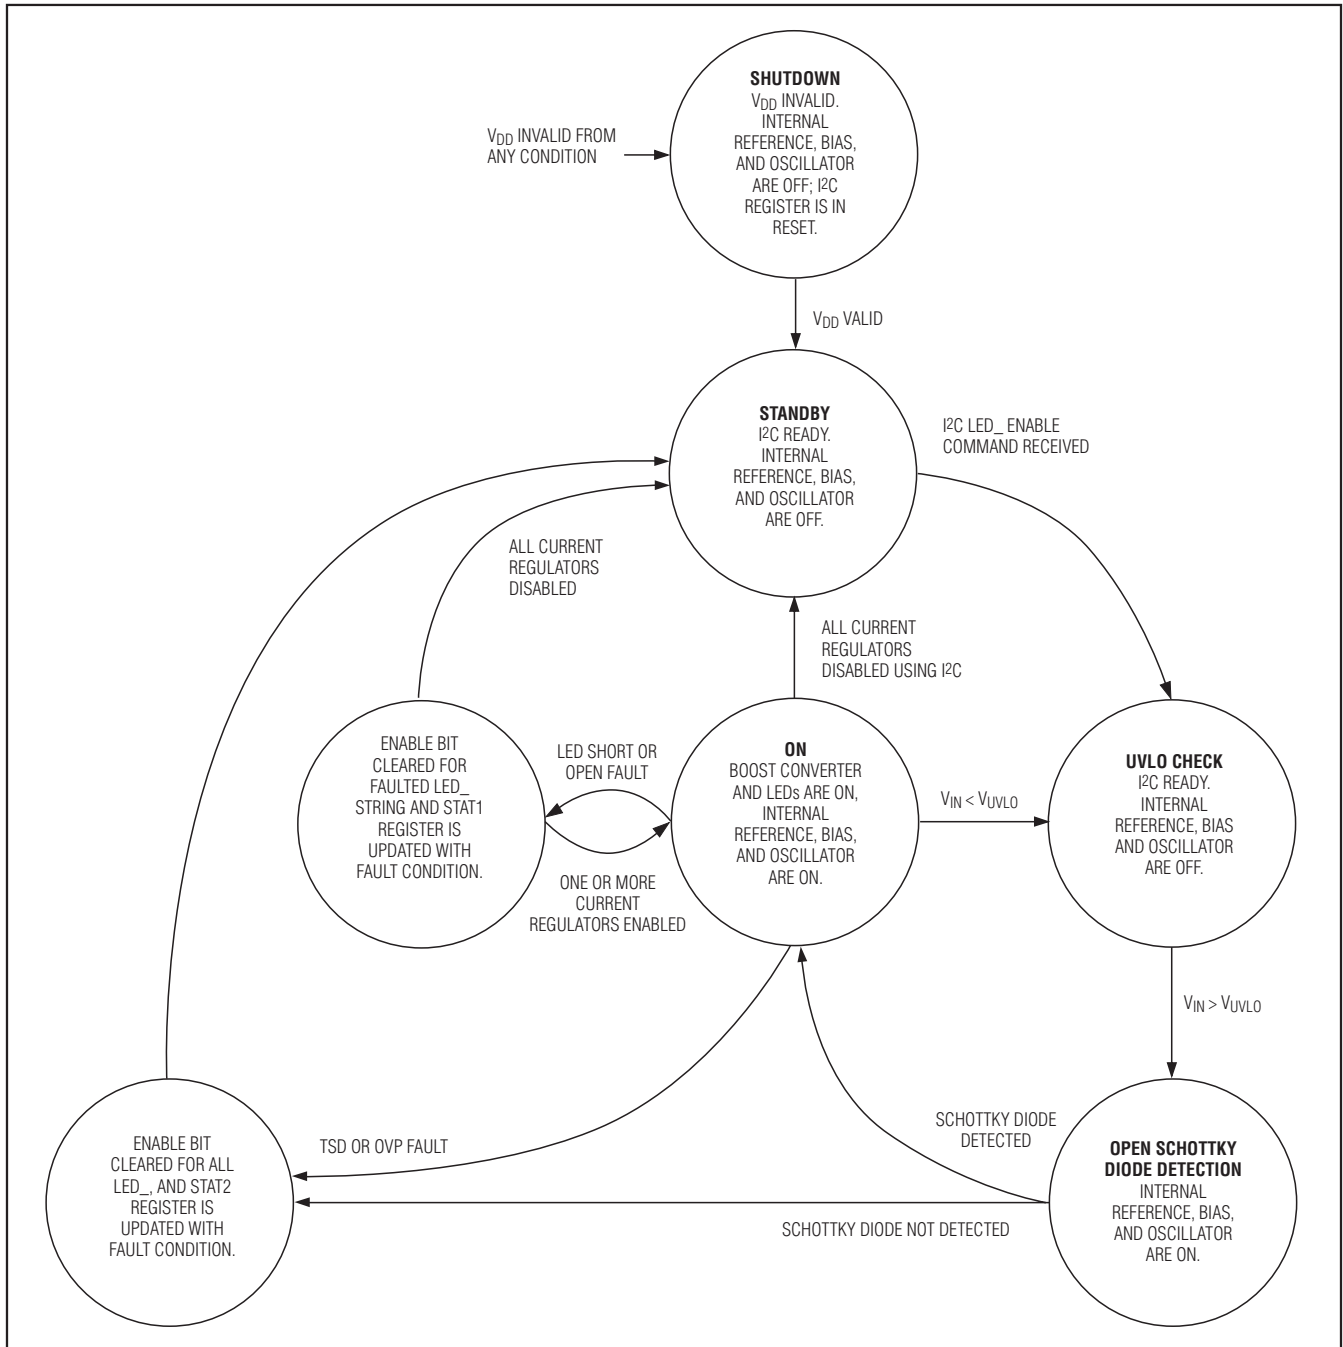 SHUTDOWN
VDD INVALID.
INTERNAL
REFERENCE, BIAS,
AND OSCILLATOR
ARE OFF; I2C
REGISTER IS IN
RESET.
VDD INVALID FROM
ANY CONDITION
VDD VALID
STANDBY
I2C READY.
INTERNAL
REFERENCE, BIAS,
AND OSCILLATOR
ARE OFF.
I2C LED_ ENABLE
COMMAND RECEIVED
ALL CURRENT
REGULATORS
DISABLED
ALL CURRENT
REGULATORS
DISABLED USING I2C
ENABLE BIT
CLEARED FOR
FAULTED LED_
STRING AND STAT1
REGISTER IS
UPDATED WITH
FAULT CONDITION.
LED SHORT OR
OPEN FAULT
ONE OR MORE
CURRENT
REGULATORS ENABLED
ON
BOOST CONVERTER
AND LEDs ARE ON,
INTERNAL
REFERENCE, BIAS,
AND OSCILLATOR
ARE ON.
VIN < VUVLO
UVLO CHECK
I2C READY.
INTERNAL
REFERENCE, BIAS
AND OSCILLATOR
ARE OFF.
VIN > VUVLO
ENABLE BIT
CLEARED FOR ALL
LED_, AND STAT2
REGISTER IS
UPDATED WITH
FAULT CONDITION.
TSD OR OVP FAULT
SCHOTTKY DIODE
DETECTED
SCHOTTKY DIODE NOT DETECTED
OPEN SCHOTTKY
DIODE DETECTION
INTERNAL
REFERENCE, BIAS,
AND OSCILLATOR
ARE ON.